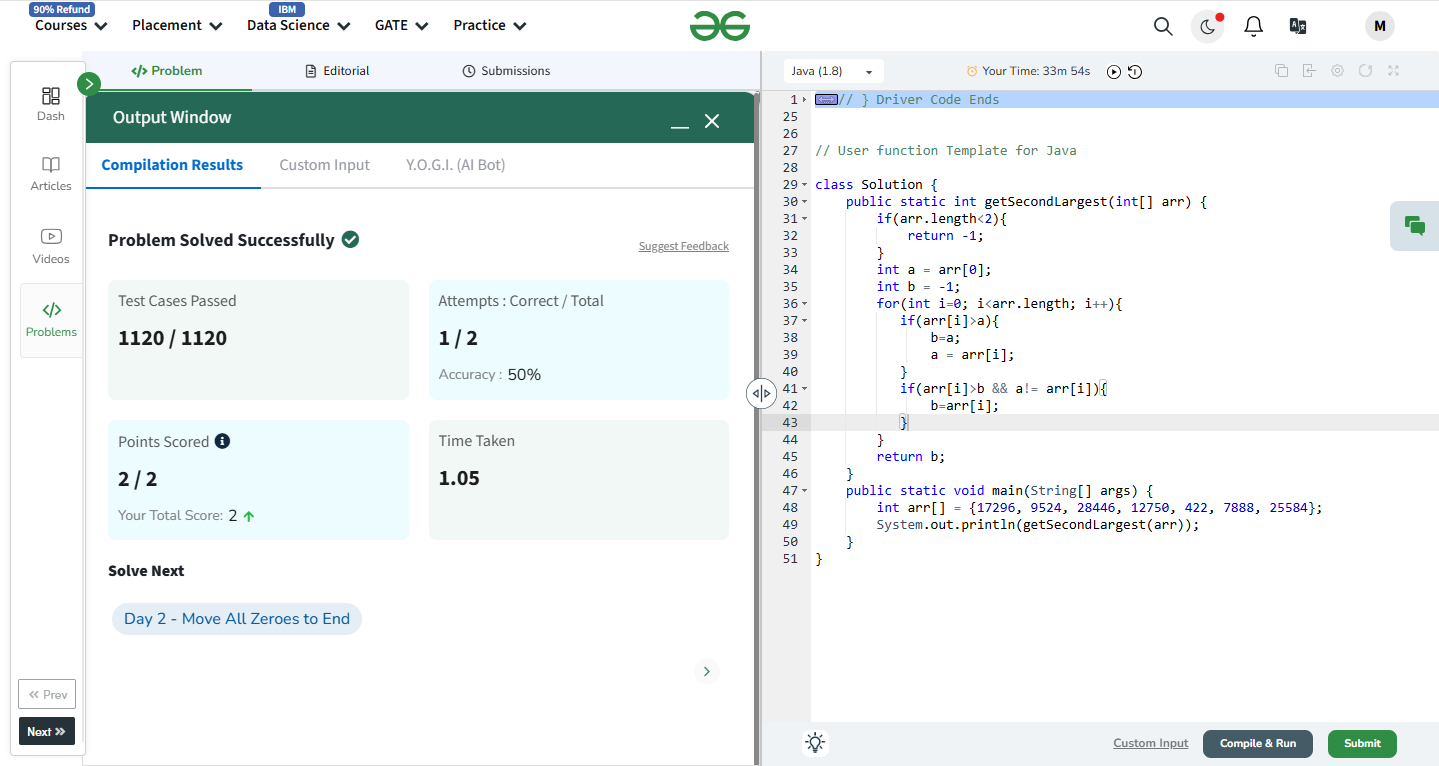 90% Refund
IBM
Courses Placement Data Science GATE Practice
M
Problem Editorial Submissions
Java (1.8) Your Time: 33m 54s
Dash
Articles
Videos
Problems
Prev
Next
Output Window
Compilation Results Custom Input Y.O.G.I. (AI Bot)
Problem Solved Successfully
Suggest Feedback
Test Cases Passed
1120 / 1120
Attempts : Correct / Total
1 / 2
Accuracy : 50%
Points Scored
2 / 2
Your Total Score: 2
Time Taken
1.05
Solve Next
Day 2 - Move All Zeroes to End
1 // } Driver Code Ends
25
26
27 // User function Template for Java
28
29 class Solution {
30 public static int getSecondLargest(int[] arr) {
31 if(arr.length<2){
32 return -1;
33 }
34 int a = arr[0];
35 int b = -1;
36 for(int i=0; i<arr.length; i++){
37 if(arr[i]>a){
38 b=a;
39 a = arr[i];
40 }
41 if(arr[i]>b && a!= arr[i]){
42 b=arr[i];
43 }
44 }
45 return b;
46 }
47 public static void main(String[] args) {
48 int arr[] = {17296, 9524, 28446, 12750, 422, 7888, 25584};
49 System.out.println(getSecondLargest(arr));
50 }
51 }
Custom Input Compile & Run Submit